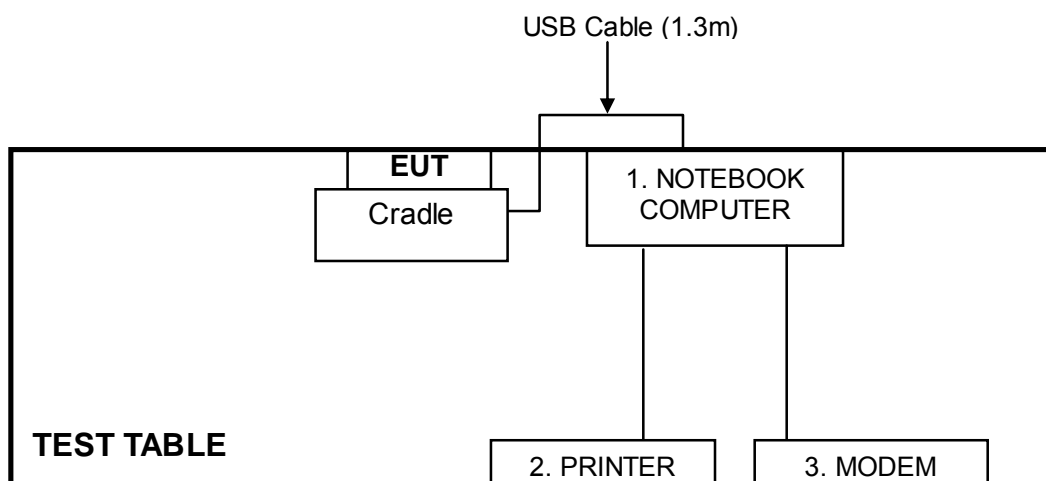 USB Cable (1.3m)
EUT
Cradle
1. NOTEBOOK
COMPUTER
TEST TABLE
2. PRINTER
3. MODEM